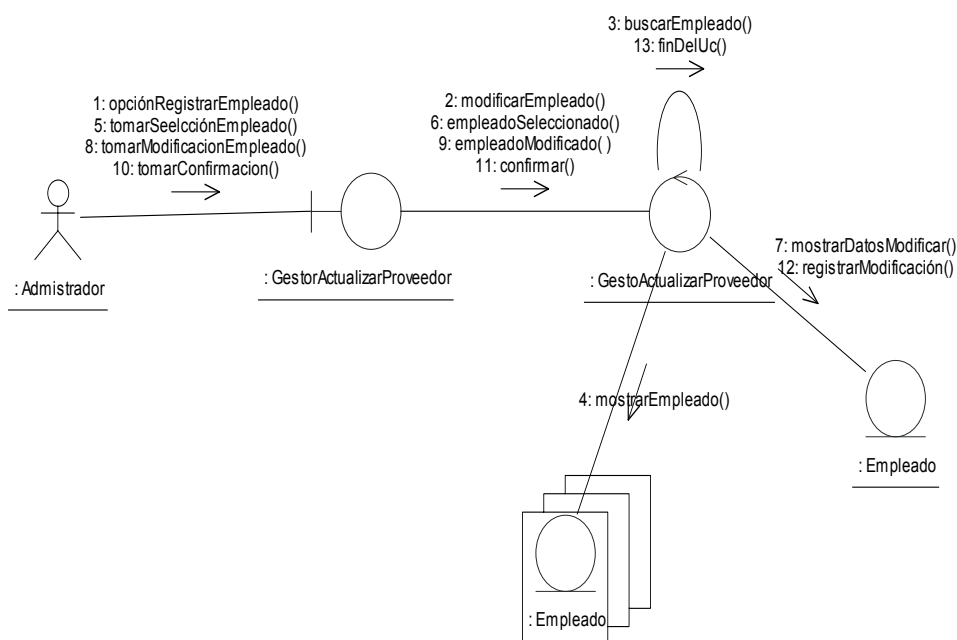 3: buscarEmpleado()
13: finDelUc()
1: opciónRegistrarEmpleado()
5: tomarSeelcciónEmpleado()
8: tomarModificacionEmpleado()
10: tomarConfirmacion()
2: modificarEmpleado()
6: empleadoSeleccionado()
9: empleadoModificado( )
11: confirmar()
7: mostrarDatosModificar()
12: registrarModificación()
: Admistrador
: GestorActualizarProveedor
: GestoActualizarProveedor
4: mostrarEmpleado()
: Empleado
: Empleado